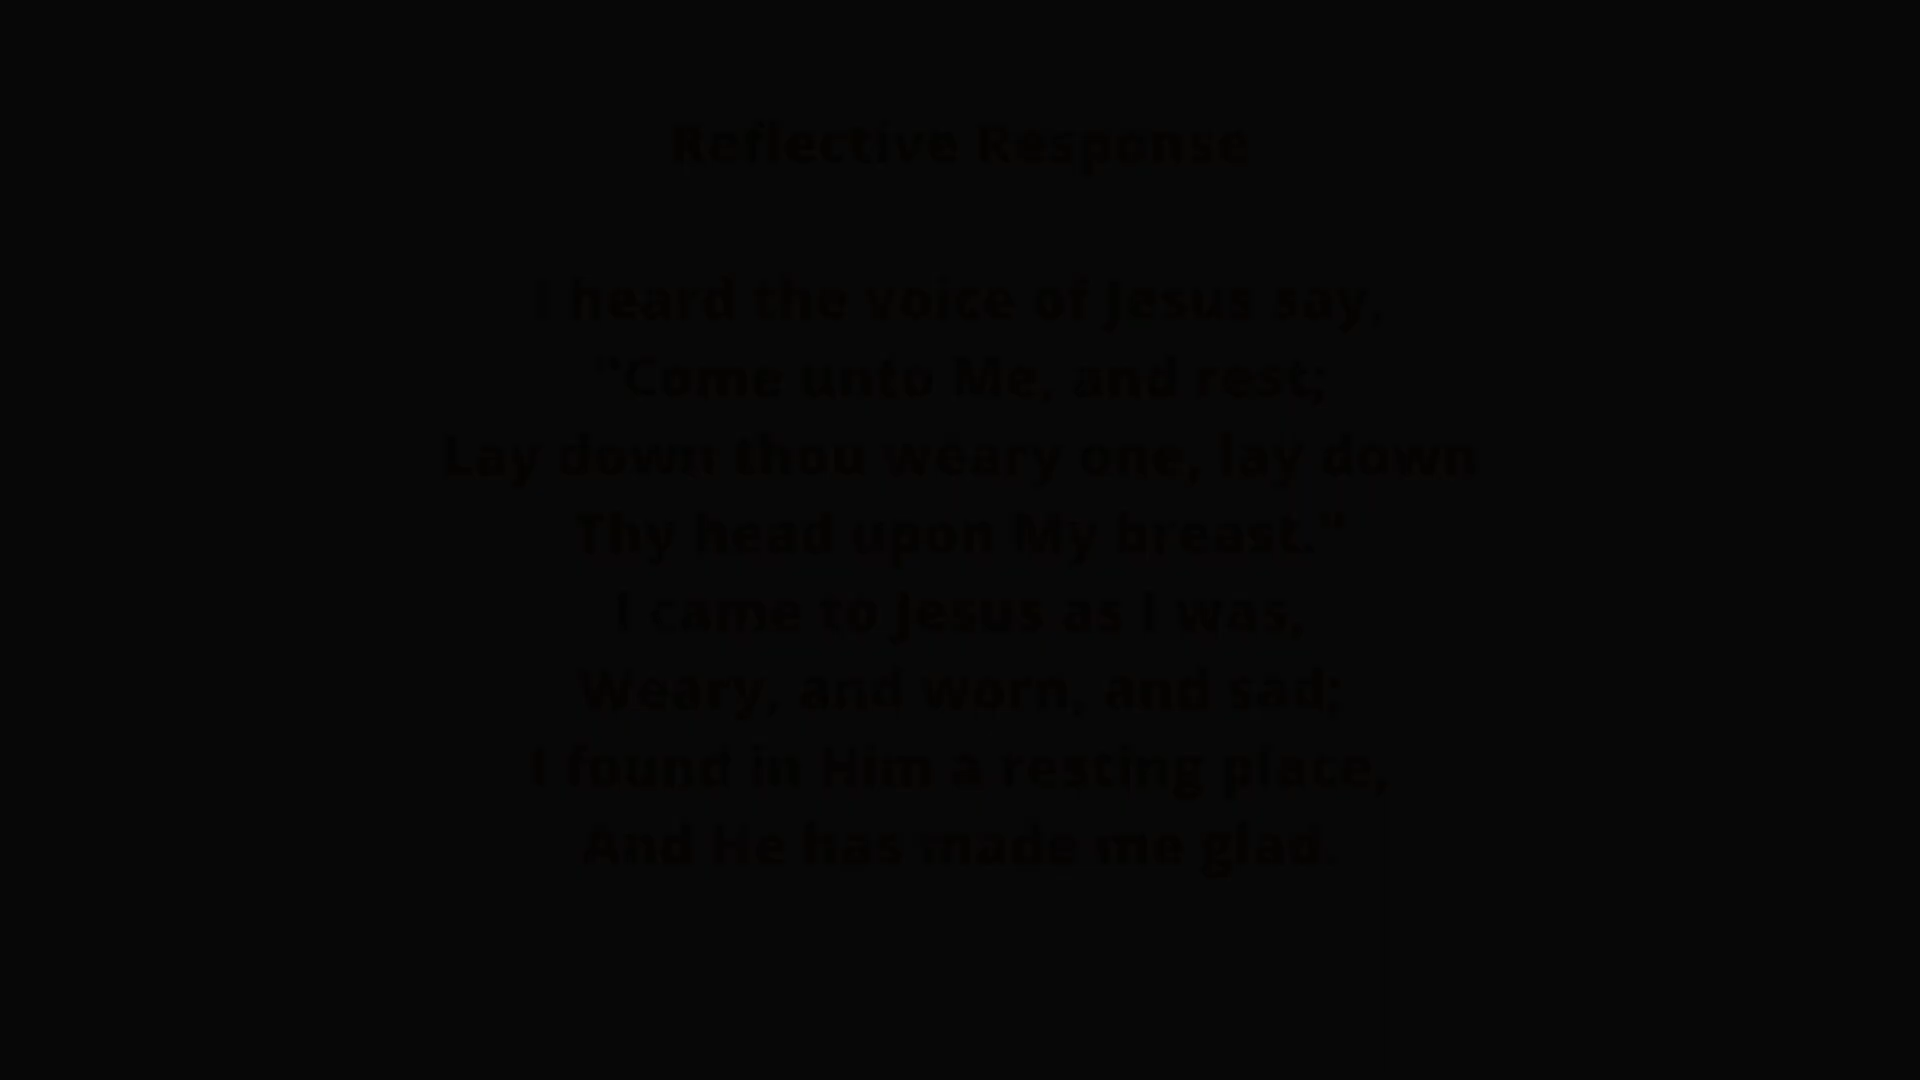 Reflective Response
I heard the voice of Jesus say,
"Come unto Me, and rest;
Lay down thou weary one, lay down
Thy head upon My breast."
I came to Jesus as I was,
Weary, and worn, and sad;
I found in Him a resting place,
And He has made me glad.